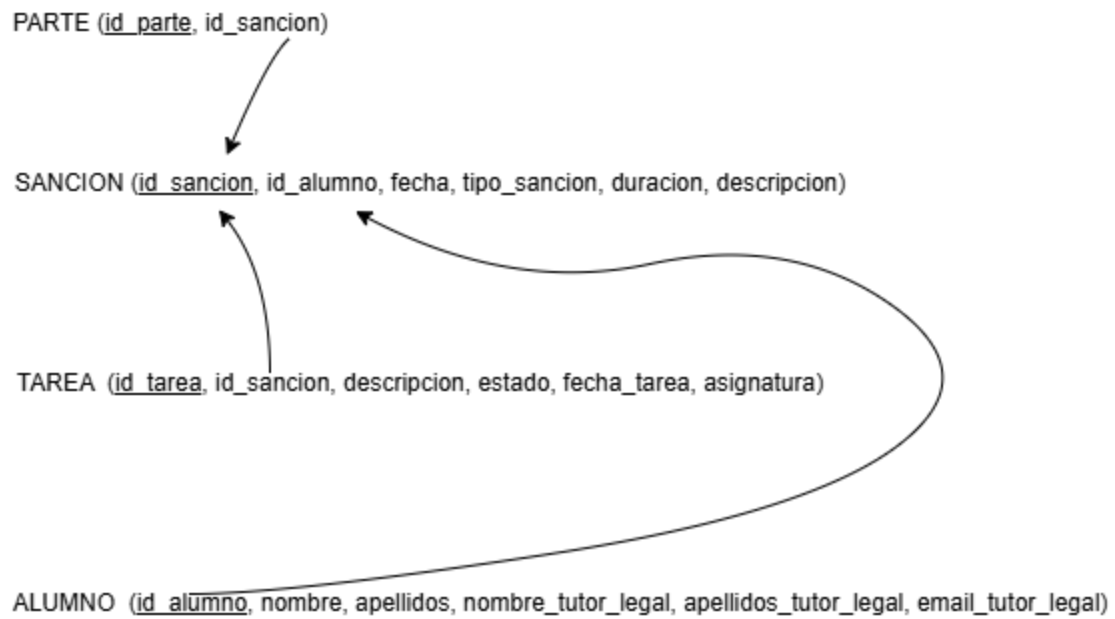 PARTE (id_parte, id_sancion)
SANCION (id_sancion, id_alumno, fecha, tipo_sancion, duracion, descripcion)
TAREA (id_tarea, id_sancion, descripcion, estado, fecha_tarea, asignatura)
ALUMNO (id_alumno, nombre, apellidos, nombre_tutor_legal, apellidos_tutor_legal, email_tutor_legal)